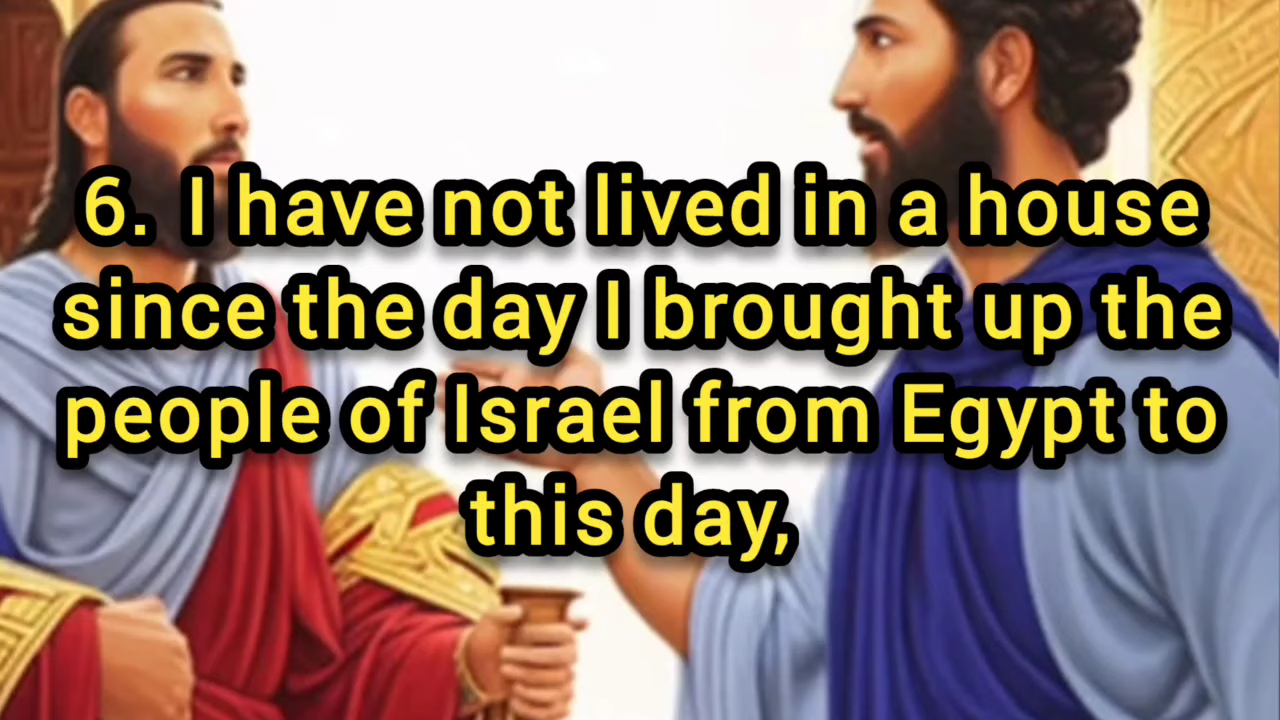 6. I have not lived in a house
since the day I brought up the
people of Israel from Egypt to
this day,